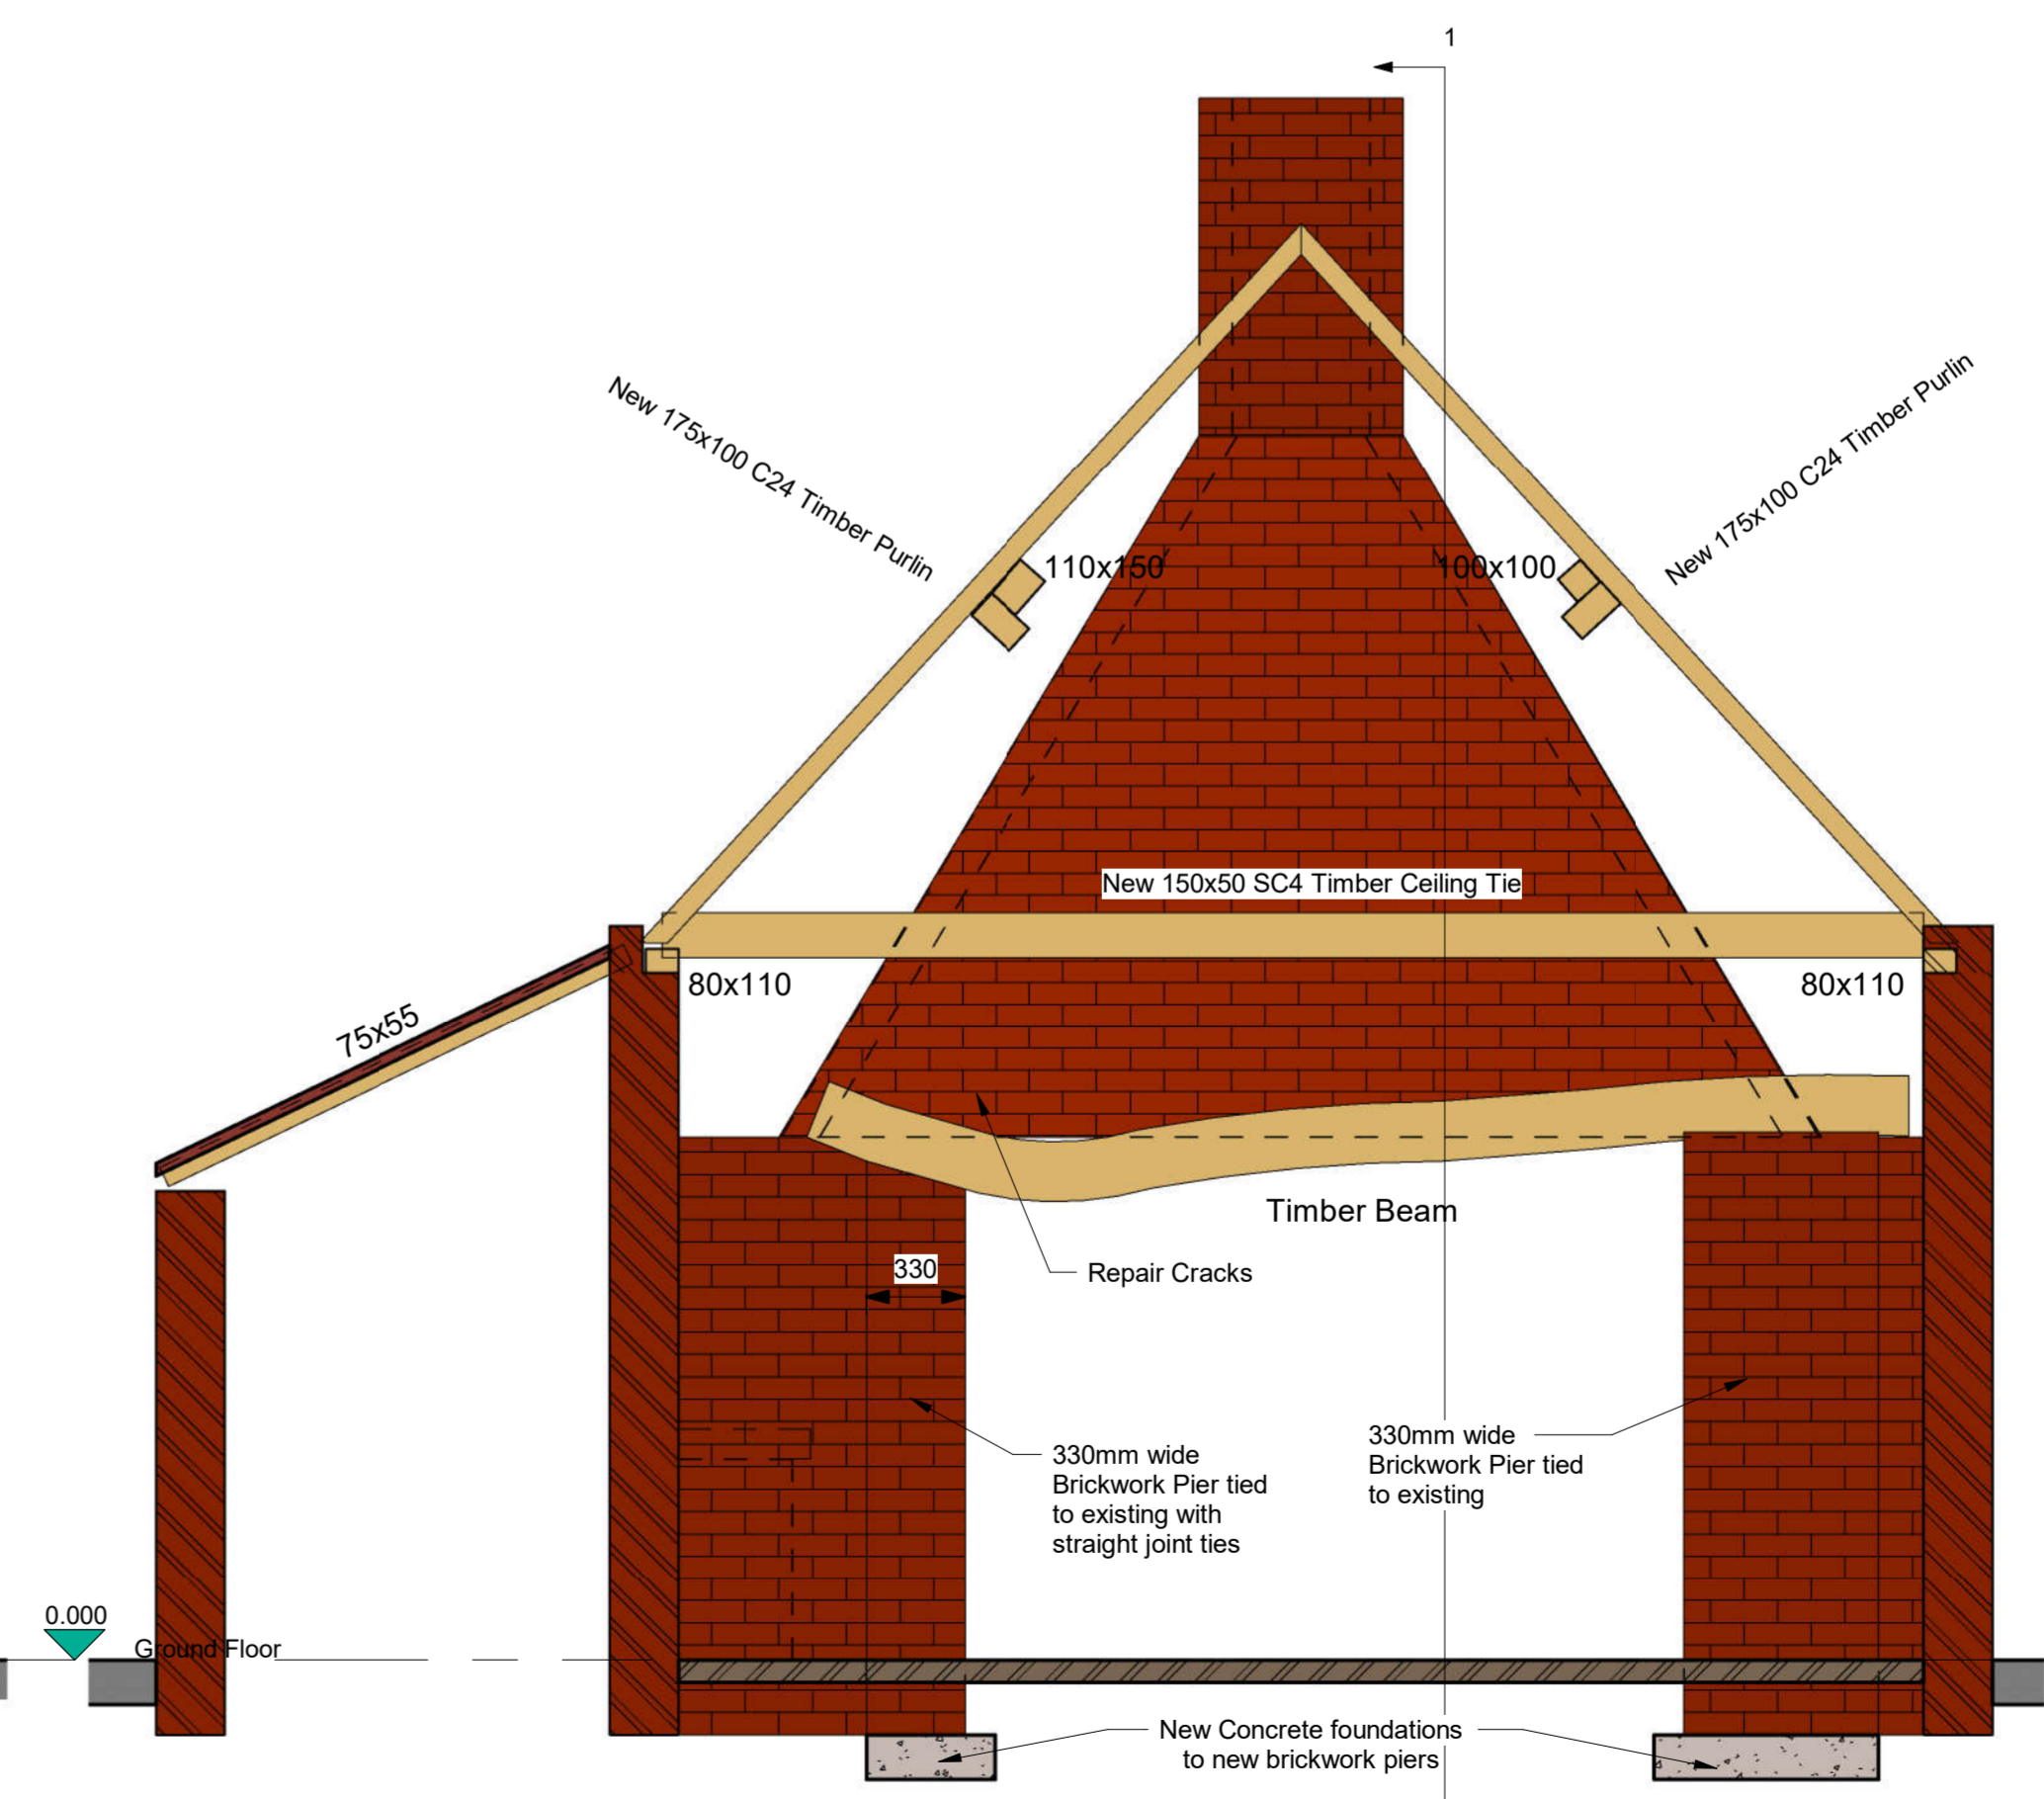 1
New 175x100 C24 Timber Purlin
New 175x100 C24 Timber Purlin
110x150
100x100
New 150x50 SC4 Timber Ceiling Tie
80x110
80x110
75x55
Timber Beam
330
Repair Cracks
330mm wide
Brickwork Pier tied
to existing with
straight joint ties
330mm wide
Brickwork Pier tied
to existing
0.000
Ground Floor
New Concrete foundations
to new brickwork piers